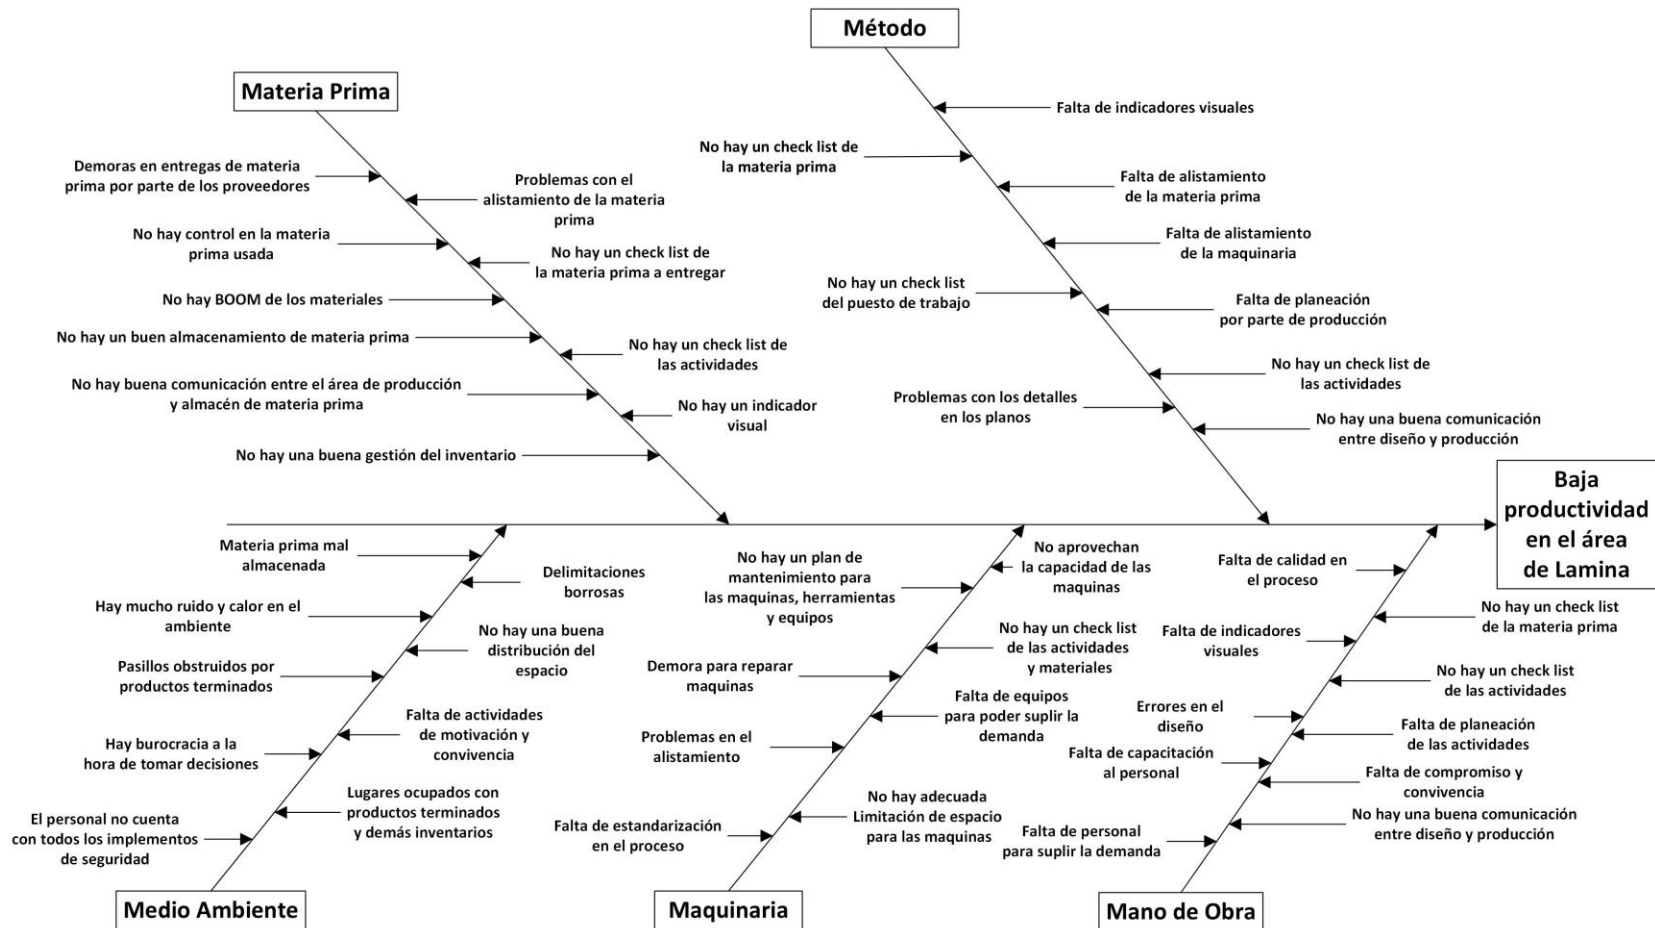 Método
Materia Prima
Falta de indicadores visuales
No hay un check list de
la materia prima
Falta de alistamiento
de la materia prima
Falta de alistamiento
de la maquinaria
No hay un check list
del puesto de trabajo
Falta de planeación
por parte de producción
No hay un check list de
las actividades
Problemas con los detalles
en los planos
No hay una buena comunicación
entre diseño y producción
Demoras en entregas de materia
prima por parte de los proveedores
Problemas con el
alistamiento de la materia
prima
No hay control en la materia
prima usada
No hay un check list de
la materia prima a entregar
No hay BOOM de los materiales
No hay un buen almacenamiento de materia prima
No hay un check list de
las actividades
No hay buena comunicación entre el área de producción
y almacén de materia prima
No hay un indicador
visual
No hay una buena gestión del inventario
Baja
productividad
en el área
de Lamina
Materia prima mal
almacenada
Delimitaciones
borrosas
Hay mucho ruido y calor en el
ambiente
No hay una buena
distribución del
espacio
Pasillos obstruidos por
productos terminados
Falta de actividades
de motivación y
convivencia
Hay burocracia a la
hora de tomar decisiones
Lugares ocupados con
productos terminados
y demás inventarios
El personal no cuenta
con todos los implementos
de seguridad
Medio Ambiente
No aprovechan
la capacidad de las
maquinas
No hay un plan de
mantenimiento para
las maquinas, herramientas
y equipos
No hay un check list
de las actividades
y materiales
Demora para reparar
maquinas
Falta de equipos
para poder suplir la
demanda
Problemas en el
alistamiento
No hay adecuada
Limitación de espacio
para las maquinas
Falta de estandarización
en el proceso
Maquinaria
Falta de calidad en
el proceso
No hay un check list
de la materia prima
Falta de indicadores
visuales
No hay un check list
de las actividades
Errores en el
diseño
Falta de planeación
de las actividades
Falta de capacitación
al personal
Falta de compromiso y
convivencia
No hay una buena comunicación
entre diseño y producción
Falta de personal
para suplir la demanda
Mano de Obra